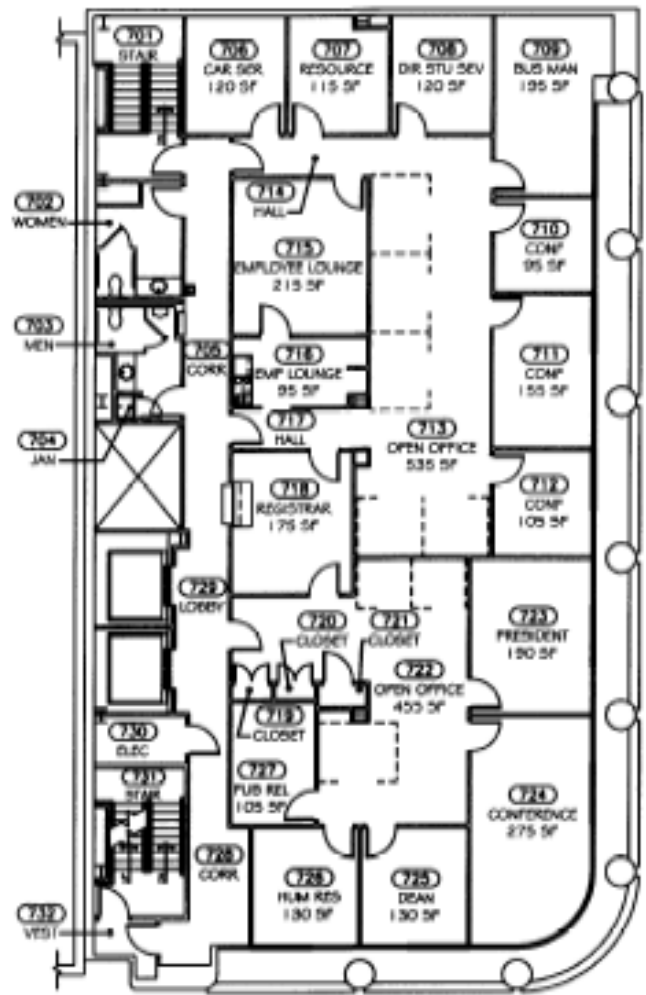 701
STAIR
706
CAR SER
120 SF
707
RESOURCE
115 SF
708
DIR STU SEV
120 SF
709
BUS MAN
195 SF
702
WOMEN
714
HALL
710
CONF
95 SF
715
EMPLOYEE LOUNGE
215 SF
703
MEN
705
CORR
716
EMP LOUNGE
95 SF
711
CONF
155 SF
704
JAN
717
HALL
713
OPEN OFFICE
535 SF
718
REGISTRAR
175 SF
712
CONF
105 SF
729
LOBBY
720
CLOSET
721
CLOSET
723
PRESIDENT
190 SF
722
OPEN OFFICE
455 SF
719
CLOSET
730
ELEC
727
PUB REL
105 SF
731
STAIR
724
CONFERENCE
275 SF
728
CORR
726
HUM RES
130 SF
725
DEAN
130 SF
732
VEST